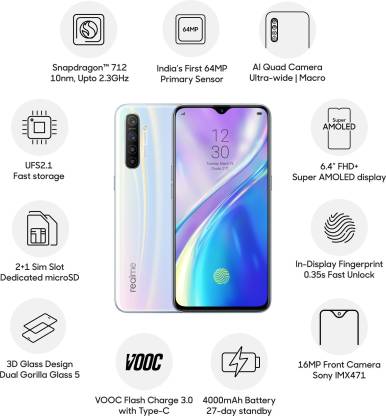 64MP
Snapdragon™ 712
10nm, Upto 2.3GHz
India's First 64MP
Primary Sensor
AI Quad Camera
Ultra-wide | Macro
UFS2.1
Fast storage
12
30
realme
Super
AMOLED
6.4" FHD+
Super AMOLED display
2+1 Sim Slot
Dedicated microSD
In-Display Fingerprint
0.35s Fast Unlock
3D Glass Design
Dual Gorilla Glass 5
VOOC
VOOC Flash Charge 3.0
with Type-C
4000mAh Battery
27-day standby
16MP Front Camera
Sony IMX471